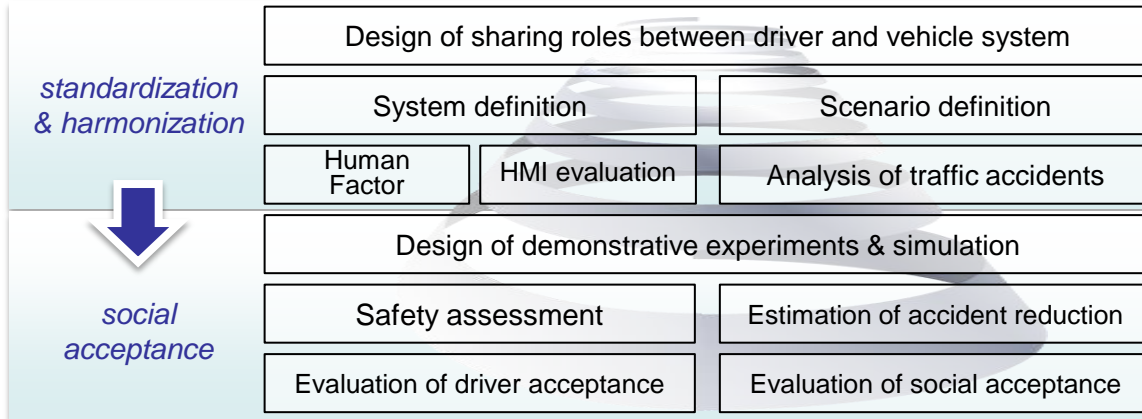 standardization
& harmonization
Design of sharing roles between driver and vehicle system
System definition
Scenario definition
Human
Factor
HMI evaluation
Analysis of traffic accidents
social
acceptance
Design of demonstrative experiments & simulation
Safety assessment
Estimation of accident reduction
Evaluation of driver acceptance
Evaluation of social acceptance